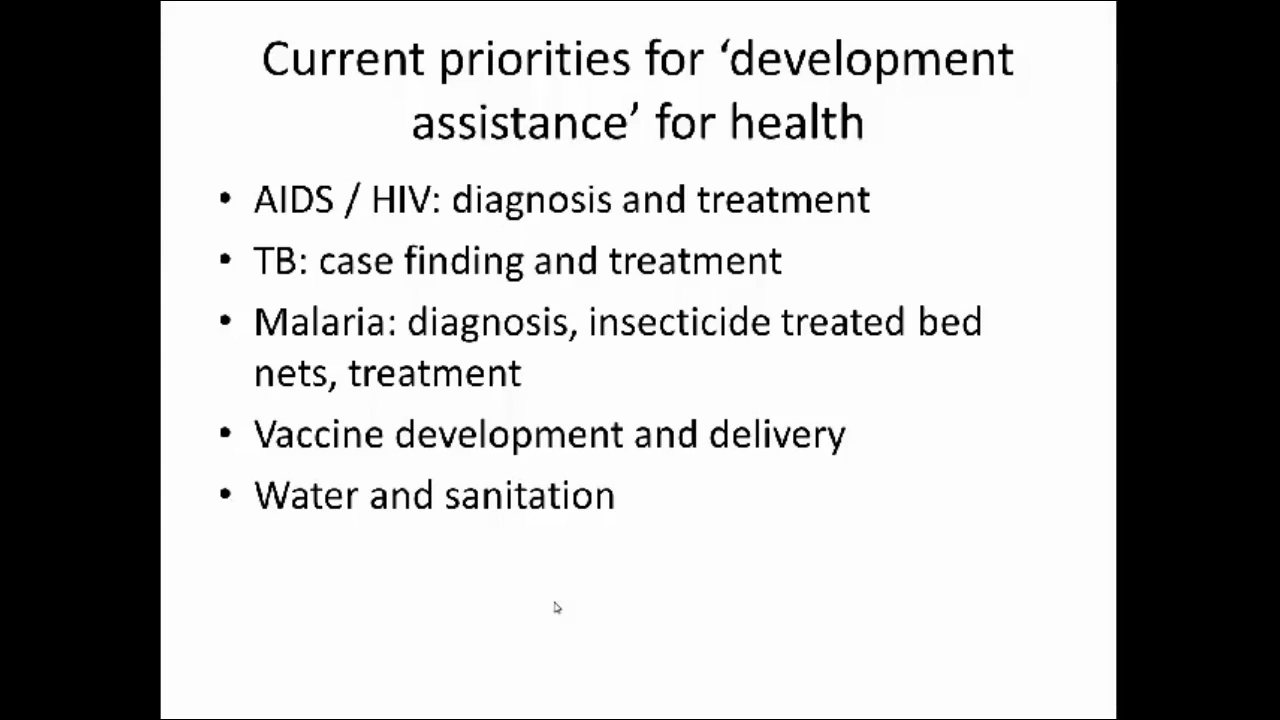 Current priorities for ‘development
assistance’ for health
• AIDS / HIV: diagnosis and treatment
• TB: case finding and treatment
• Malaria: diagnosis, insecticide treated bed
nets, treatment
• Vaccine development and delivery
• Water and sanitation